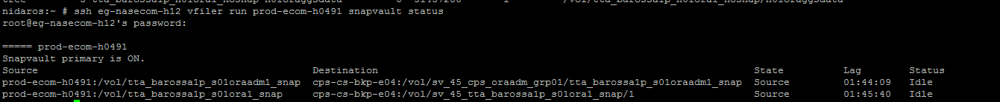 nidaros:~ # ssh eg-nasecom-h12 vfiler run prod-ecom-h0491 snapvault status
root@eg-nasecom-h12's password:
===== prod-ecom-h0491
Snapvault primary is ON.
Source Destination State Lag Status
prod-ecom-h0491:/vol/tta_barossa1p_s01oraadm1_snap cps-cs-bkp-e04:/vol/sv_45_cps_oraadm_grp01/tta_barossa1p_s01oraadm1_snap Source 01:44:09 Idle
prod-ecom-h0491:/vol/tta_barossa1p_s01ora1_snap cps-cs-bkp-e04:/vol/sv_45_tta_barossa1p_s01ora1_snap/1 Source 01:45:40 Idle